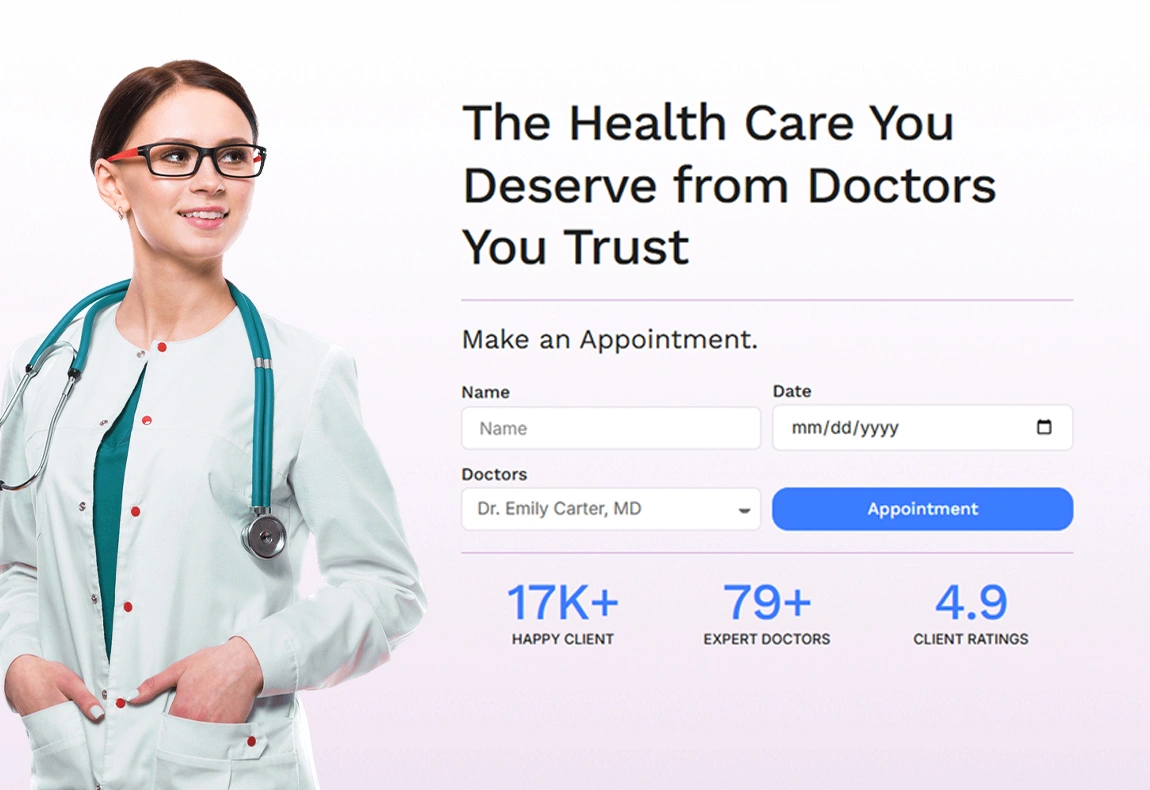 The Health Care You
Deserve from Doctors
You Trust
Make an Appointment.
Name
Date
Name
mm/dd/yyyy
Doctors
Dr. Emily Carter, MD
Appointment
17K+
79+
4.9
HAPPY CLIENT
EXPERT DOCTORS
CLIENT RATINGS